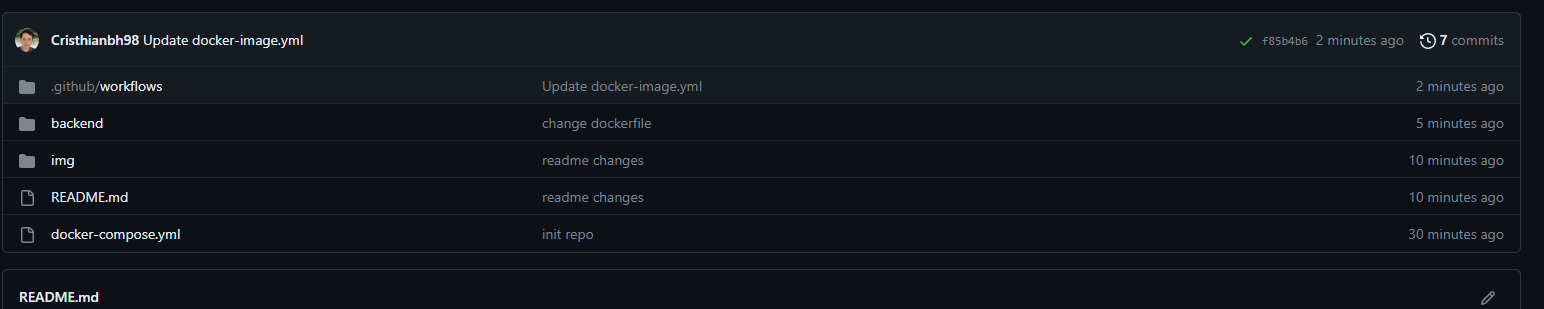 Cristhianbh98 Update docker-image.yml f85b4b6 2 minutes ago 7 commits
.github/workflows Update docker-image.yml 2 minutes ago
backend change dockerfile 5 minutes ago
img readme changes 10 minutes ago
README.md readme changes 10 minutes ago
docker-compose.yml init repo 30 minutes ago
README.md